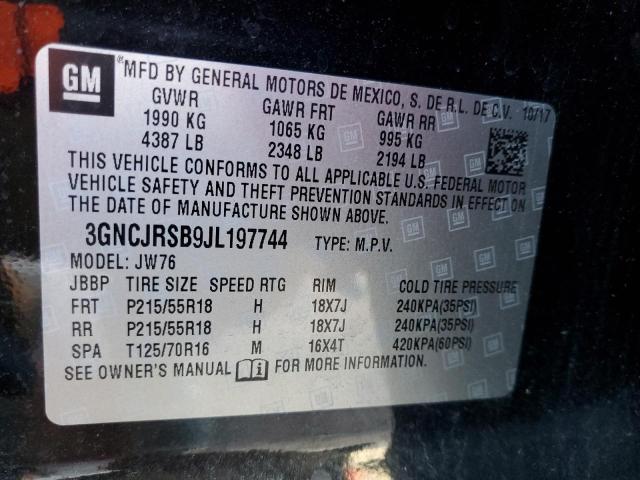 GM
®MFD BY GENERAL MOTORS DE MEXICO, S. DE R.L. DE C.V. 10/17
GVWR GAWR FRT GAWR RR
1990 KG 1065 KG 995 KG
4387 LB 2348 LB 2194 LB
THIS VEHICLE CONFORMS TO ALL APPLICABLE U.S. FEDERAL MOTOR
VEHICLE SAFETY AND THEFT PREVENTION STANDARDS IN EFFECT ON
THE DATE OF MANUFACTURE SHOWN ABOVE.
3GNCJRSB9JL197744 TYPE: M.P.V.
MODEL: JW76
JBBP TIRE SIZE SPEED RTG RIM COLD TIRE PRESSURE
FRT P215/55R18 H 18X7J 240KPA(35PSI)
RR P215/55R18 H 18X7J 240KPA(35PSI)
SPA T125/70R16 M 16X4T 420KPA(60PSI)
SEE OWNER'S MANUAL FOR MORE INFORMATION.